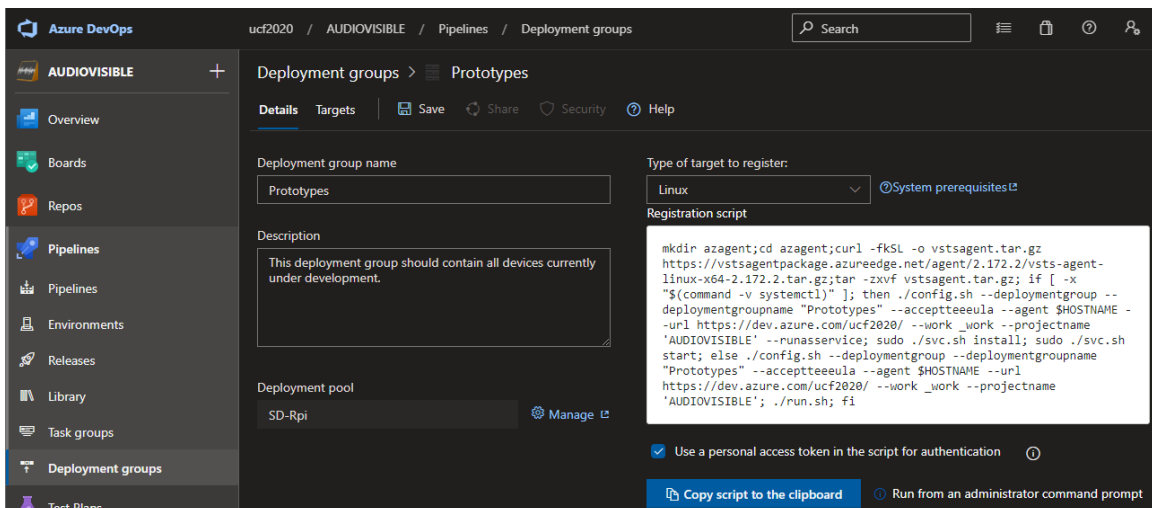 Azure DevOps
ucf2020 / AUDIOVISIBLE / Pipelines / Deployment groups
Search
AUDIOVISIBLE
Overview
Boards
Repos
Pipelines
Pipelines
Environments
Releases
Library
Task groups
Deployment groups
Test Plans
Deployment groups > Prototypes
Details Targets Save Share Security Help
Deployment group name
Prototypes
Description
This deployment group should contain all devices currently
under development.
Deployment pool
SD-Rpi
Manage
Type of target to register:
Linux
System prerequisites
Registration script
mkdir azagent;cd azagent;curl -fkSL -o vstsagent.tar.gz
https://vstsagentpackage.azureedge.net/agent/2.172.2/vsts-agent-
linux-x64-2.172.2.tar.gz;tar -zxvf vstsagent.tar.gz; if [ -x
"$(command -v systemctl)" ]; then ./config.sh --deploymentgroup --
deploymentgroupname "Prototypes" --acceptteeeula --agent $HOSTNAME -
-url https://dev.azure.com/ucf2020/ --work _work --projectname
'AUDIOVISIBLE' --runasservice; sudo ./svc.sh install; sudo ./svc.sh
start; else ./config.sh --deploymentgroup --deploymentgroupname
"Prototypes" --acceptteeeula --agent $HOSTNAME --url
https://dev.azure.com/ucf2020/ --work _work --projectname
'AUDIOVISIBLE'; ./run.sh; fi
Use a personal access token in the script for authentication
Copy script to the clipboard
Run from an administrator command prompt